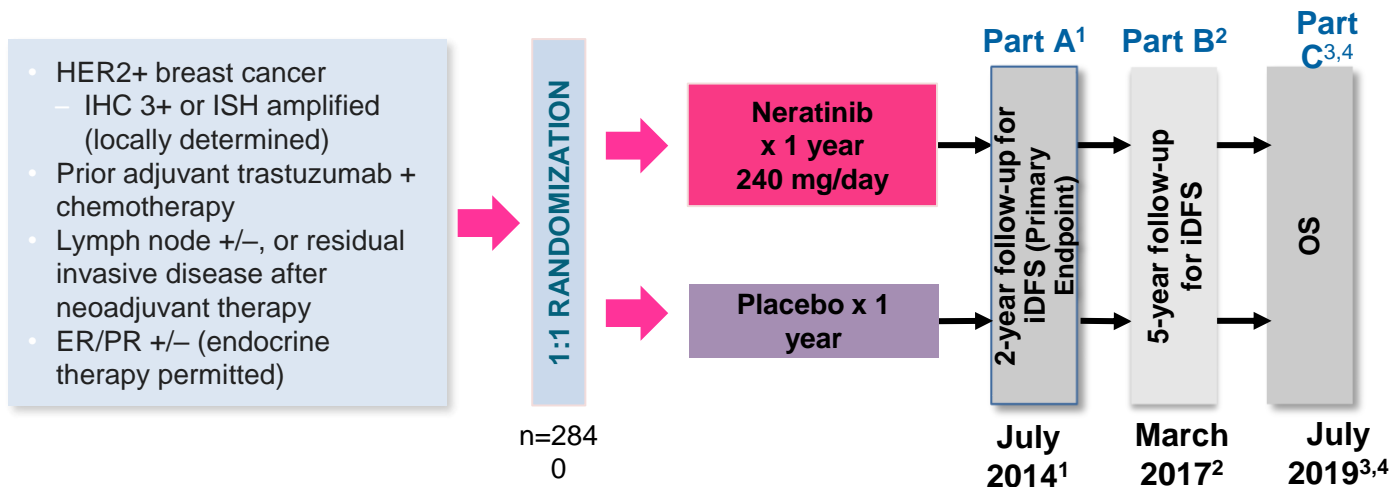 • HER2+ breast cancer
– IHC 3+ or ISH amplified
(locally determined)
• Prior adjuvant trastuzumab +
chemotherapy
• Lymph node +/–, or residual
invasive disease after
neoadjuvant therapy
• ER/PR +/– (endocrine
therapy permitted)
1:1 RANDOMIZATION
n=284
0
Neratinib
x 1 year
240 mg/day
Placebo x 1
year
Part A¹
2-year follow-up for
iDFS (Primary
Endpoint)
July
2014¹
Part B²
5-year follow-up
for iDFS
March
2017²
Part
C³,⁴
OS
July
2019³,⁴